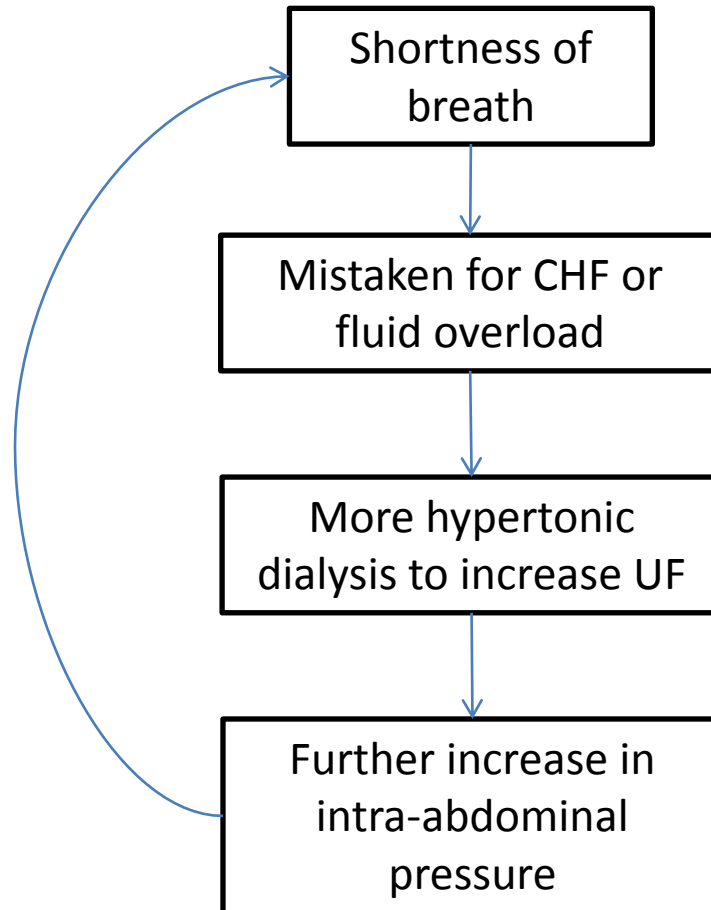 Shortness of
breath
Mistaken for CHF or
fluid overload
More hypertonic
dialysis to increase UF
Further increase in
intra-abdominal
pressure